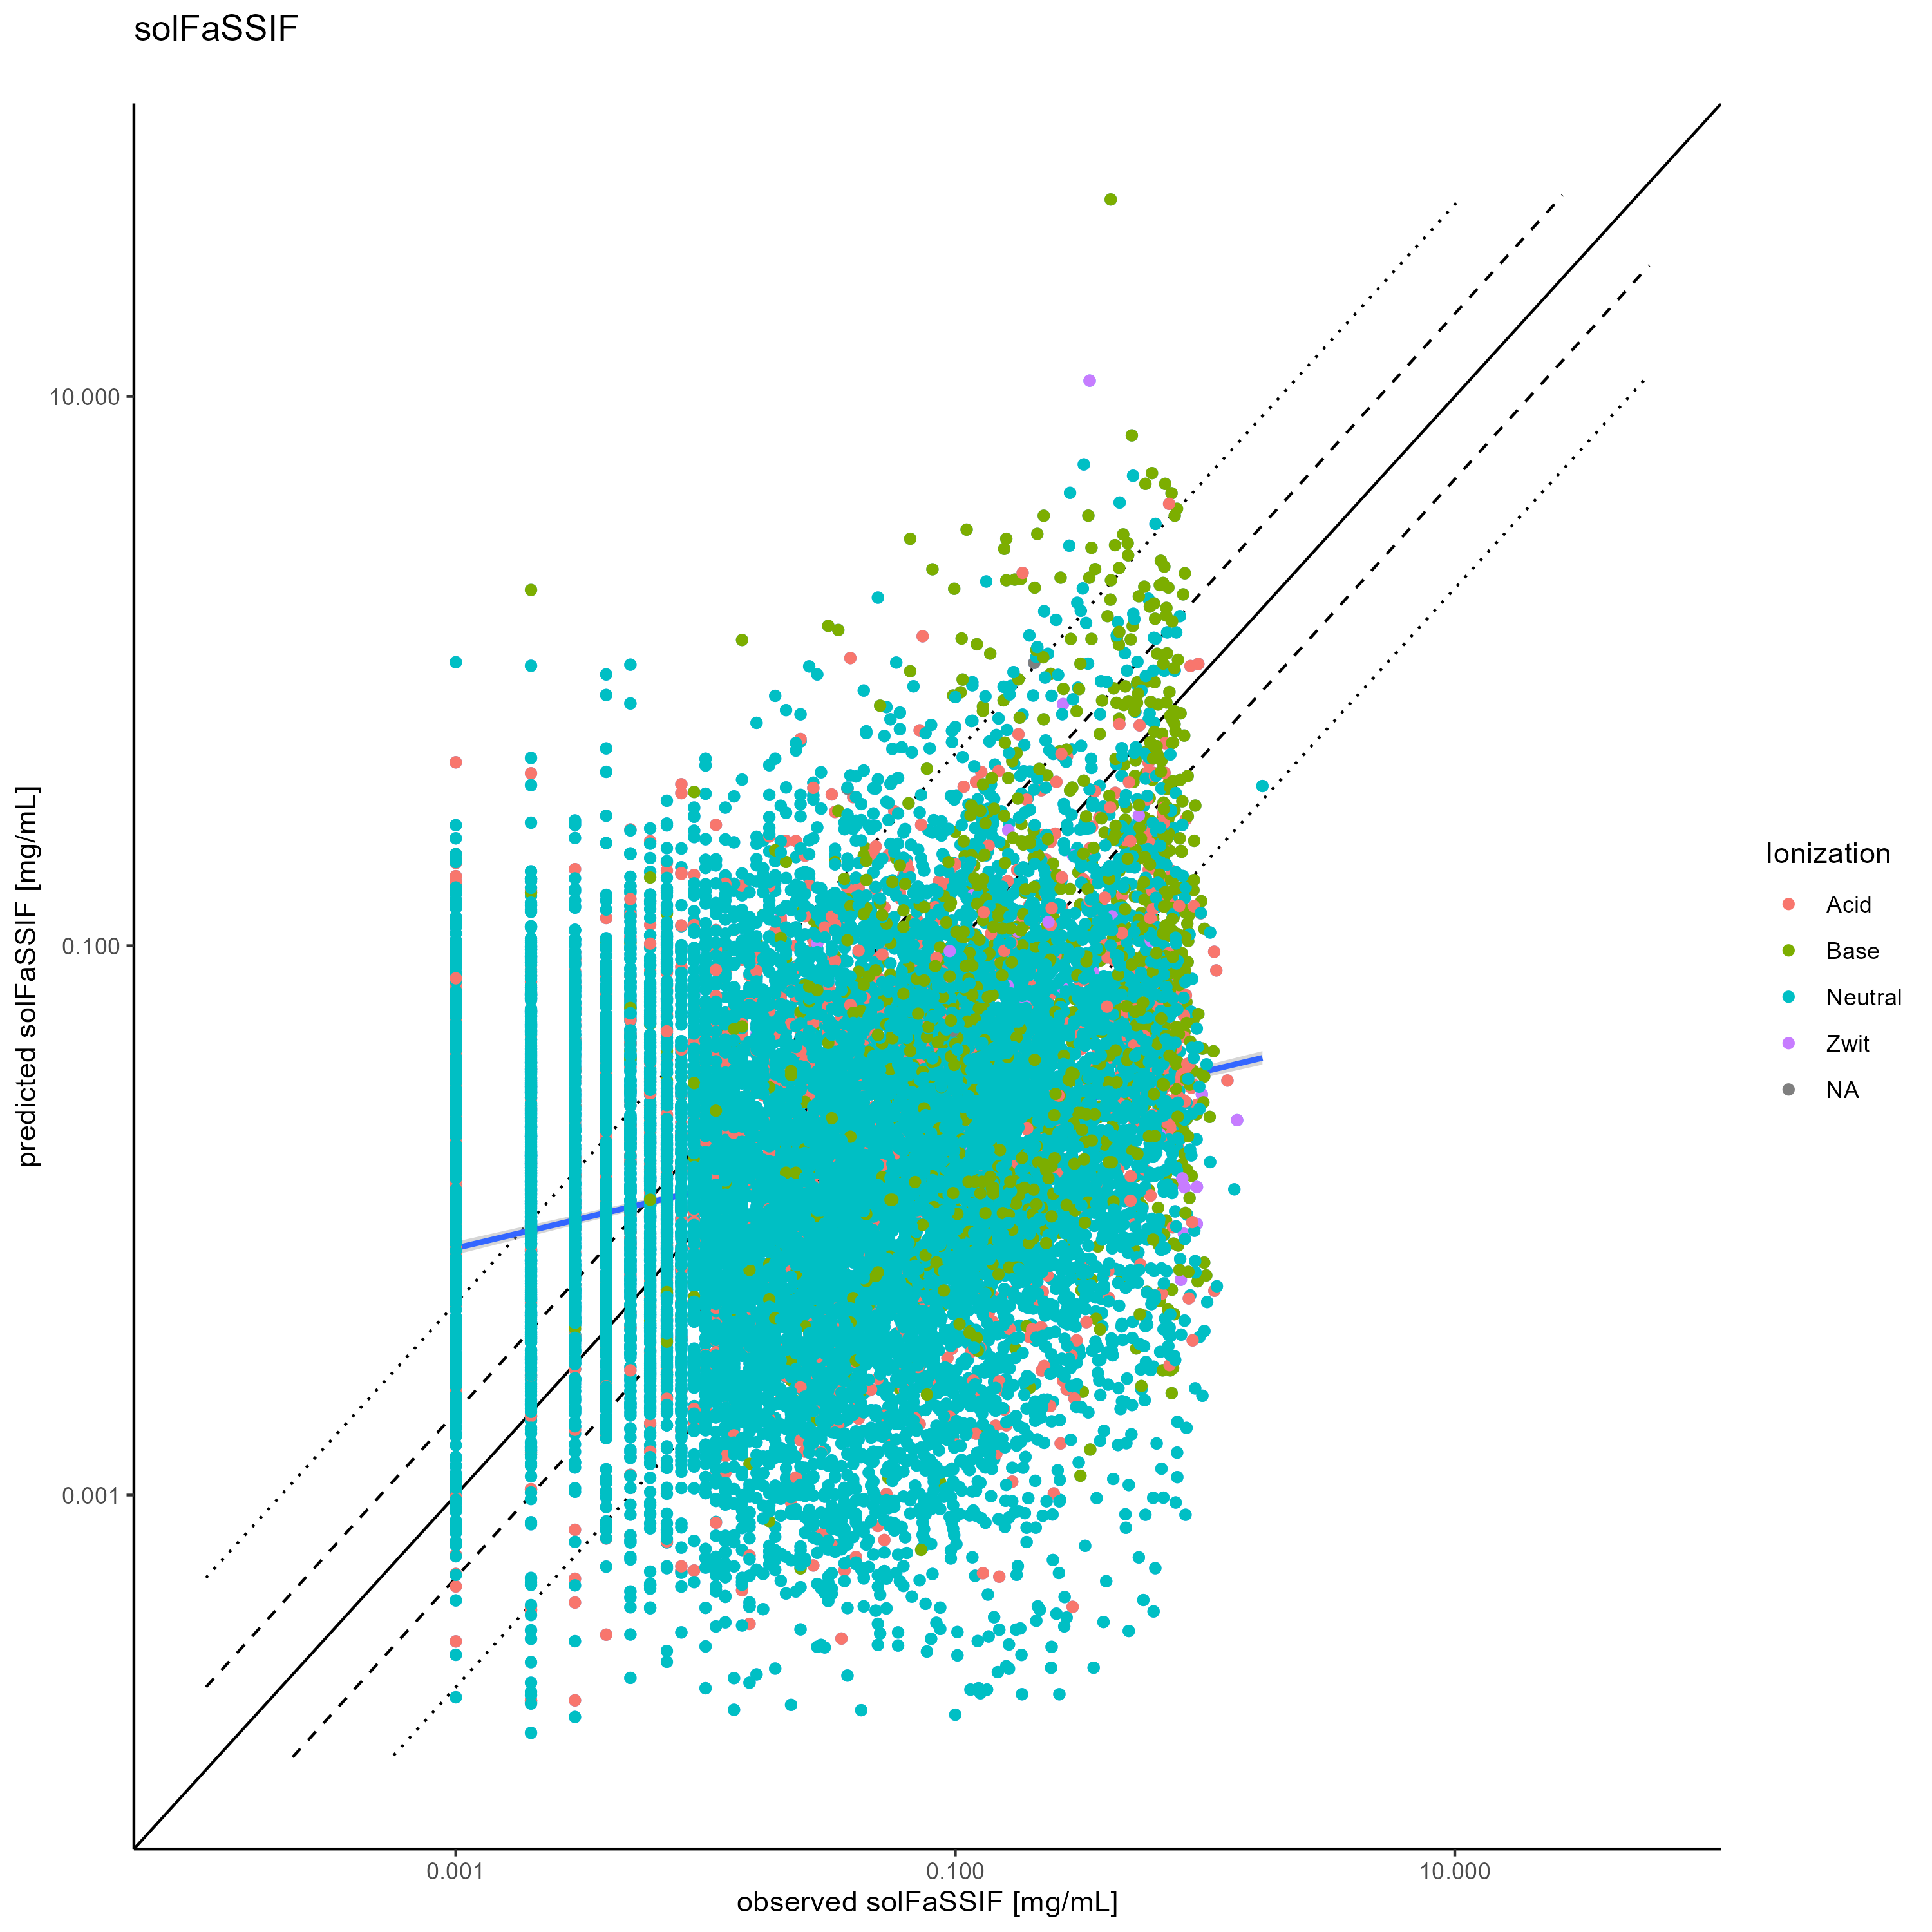 solFaSSIF
predicted solFaSSIF [mg/mL]
10.000
0.100
0.001
0.001
0.100
10.000
observed solFaSSIF [mg/mL]
Ionization
Acid
Base
Neutral
Zwit
NA